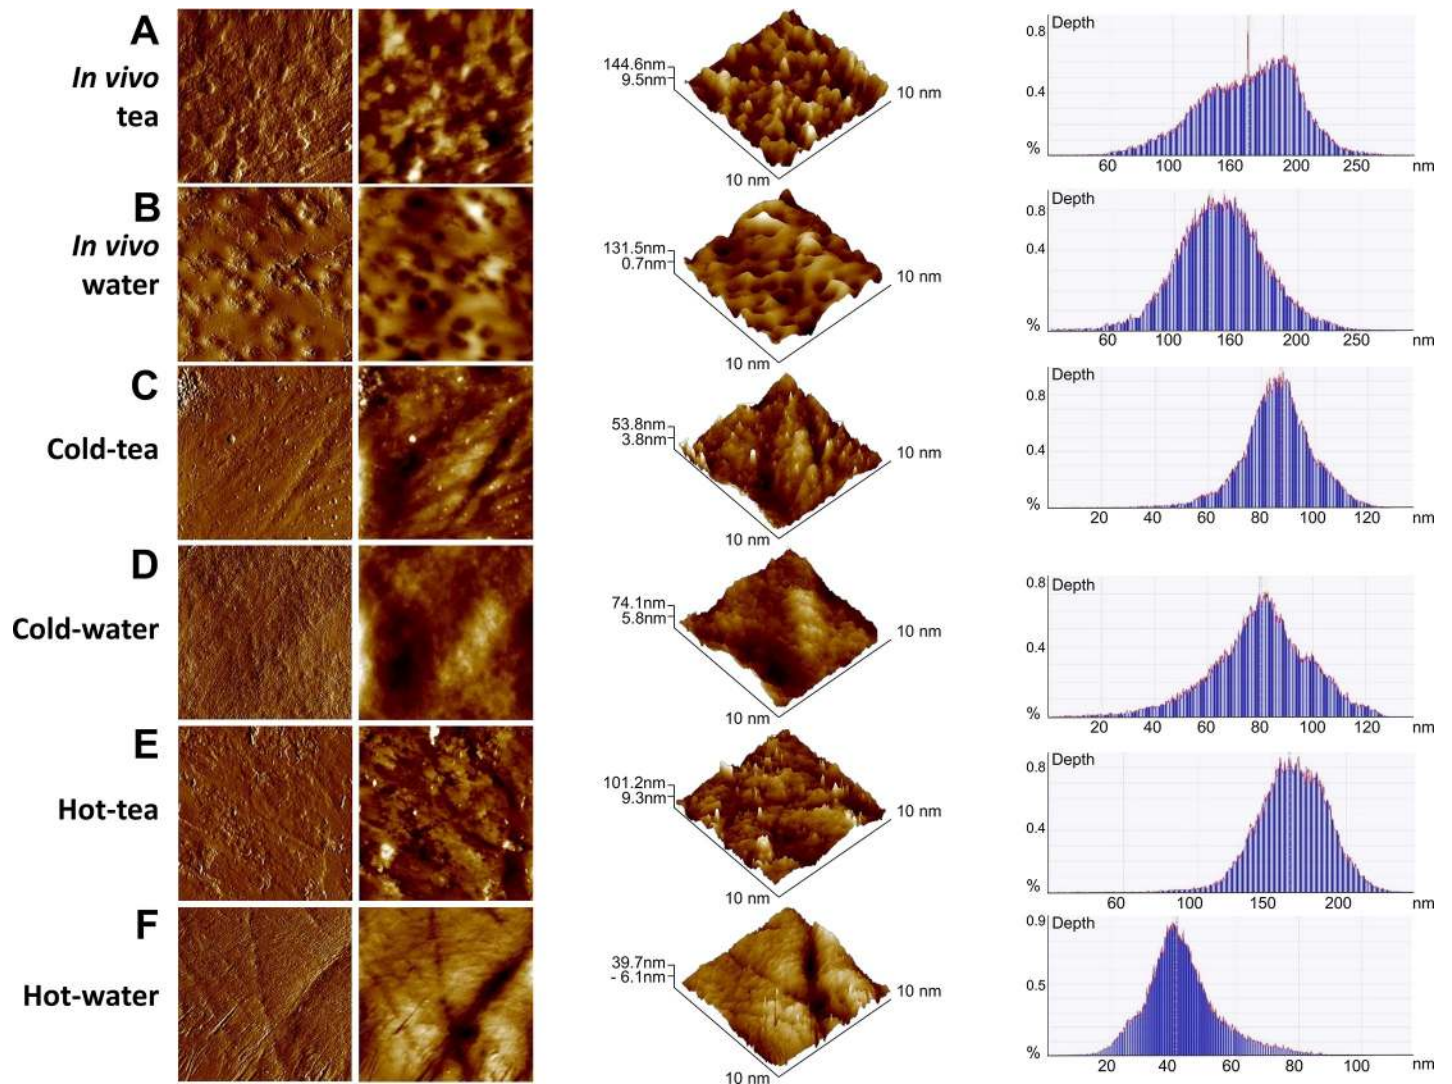 A
In vivo
tea
144.6nm
9.5nm
10 nm
10 nm
Depth
0.8
0.4
%
60 100 160 200 250 nm
B
In vivo
water
131.5nm
0.7nm
10 nm
10 nm
Depth
0.8
0.4
%
60 100 160 200 250 nm
C
Cold-tea
53.8nm
3.8nm
10 nm
10 nm
Depth
0.8
0.4
%
20 40 60 80 100 120 nm
D
Cold-water
74.1nm
5.8nm
10 nm
10 nm
Depth
0.8
0.4
%
20 40 60 80 100 120 nm
E
Hot-tea
101.2nm
9.3nm
10 nm
10 nm
Depth
0.8
0.4
%
60 100 150 200 nm
F
Hot-water
39.7nm
- 6.1nm
10 nm
10 nm
Depth
0.9
0.5
%
20 40 60 80 100 nm